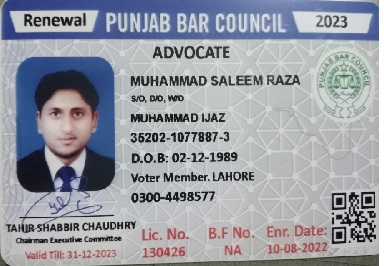 Renewal PUNJAB BAR COUNCIL 2023
ADVOCATE
MUHAMMAD SALEEM RAZA
S/O, D/O, W/O
MUHAMMAD IJAZ
35202-1077887-3
D.O.B: 02-12-1989
Voter Member. LAHORE
0300-4498577
PUNJAB BAR COUNCIL
TAHIR SHABBIR CHAUDHRY
Chairman Executive Committee
Valid Till: 31-12-2023
Lic. No. B.F No. Enr. Date:
130426 NA 10-08-2022